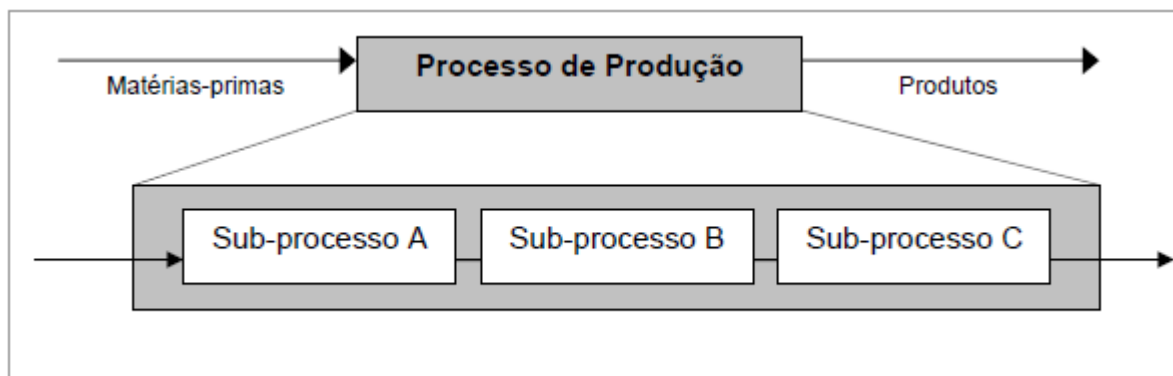 Processo de Produção
Matérias-primas
Produtos
Sub-processo A
Sub-processo B
Sub-processo C